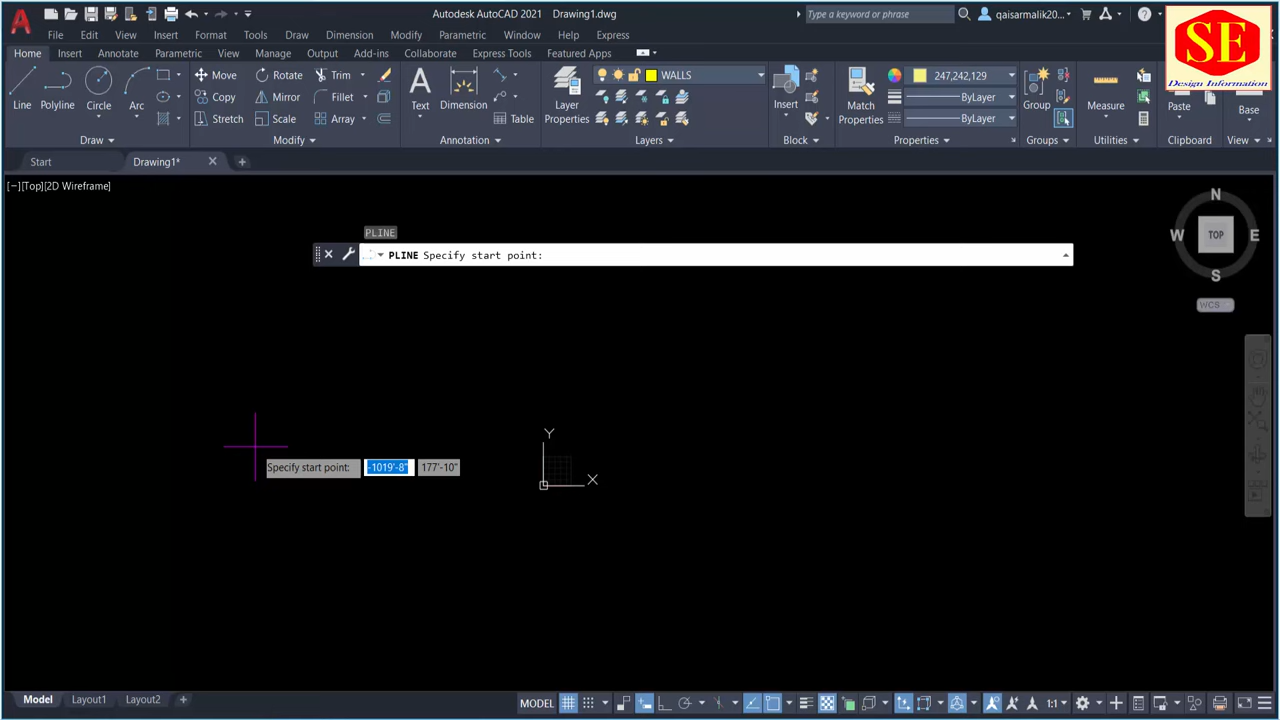 Autodesk AutoCAD 2021 Drawing1.dwg
Type a keyword or phrase
qaisarmalik20...
SE
Design Information
File Edit View Insert Format Tools Draw Dimension Modify Parametric Window Help Express
Home Insert Annotate Parametric View Manage Output Add-ins Collaborate Express Tools Featured Apps
Line Polyline Circle Arc
Move Rotate Trim
Copy Mirror Fillet
Stretch Scale Array
Text Dimension Table
Layer Properties
WALLS
Insert
Match Properties
247,242,129
ByLayer
ByLayer
Group
Measure
Paste
Base
Draw Modify Annotation Layers Block Properties Groups Utilities Clipboard View
Start Drawing1*
[−][Top][2D Wireframe]
N
W TOP E
S
WCS
PLINE
PLINE Specify start point:
Y
X
Specify start point: -1019'-8" 177'-10"
Model Layout1 Layout2
MODEL 1:1